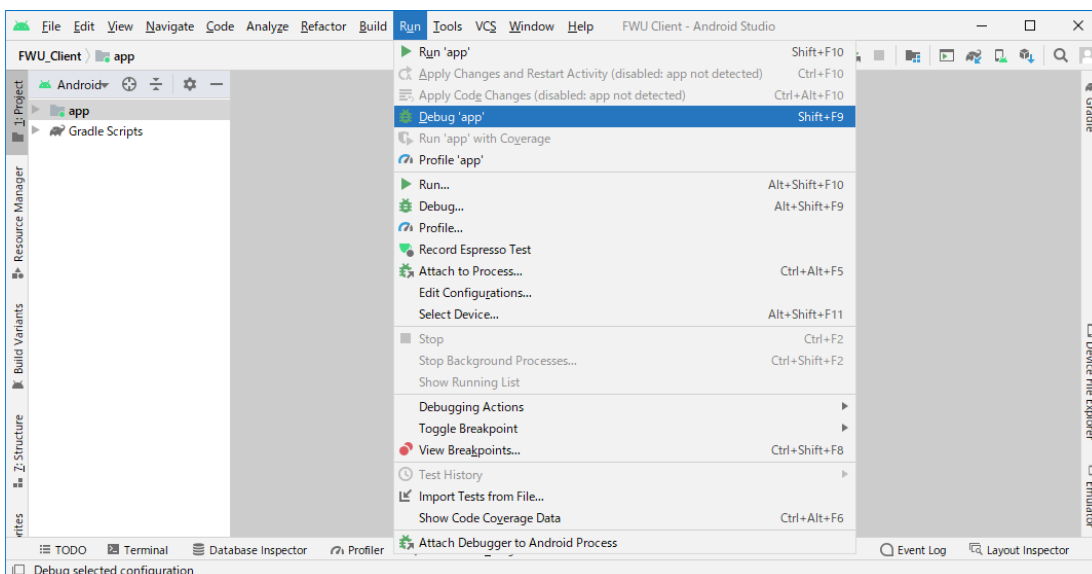 File Edit View Navigate Code Analyze Refactor Build Run Tools VCS Window Help FWU Client - Android Studio
FWU_Client app
Android
1: Project
app
Gradle Scripts
Resource Manager
Build Variants
7: Structure
Run 'app' Shift+F10
Apply Changes and Restart Activity (disabled: app not detected) Ctrl+F10
Apply Code Changes (disabled: app not detected) Ctrl+Alt+F10
Debug 'app' Shift+F9
Run 'app' with Coverage
Profile 'app'
Run... Alt+Shift+F10
Debug... Alt+Shift+F9
Profile...
Record Espresso Test
Attach to Process... Ctrl+Alt+F5
Edit Configurations...
Select Device... Alt+Shift+F11
Stop Ctrl+F2
Stop Background Processes... Ctrl+Shift+F2
Show Running List
Debugging Actions
Toggle Breakpoint
View Breakpoints... Ctrl+Shift+F8
Test History
Import Tests from File...
Show Code Coverage Data Ctrl+Alt+F6
Attach Debugger to Android Process
Gradle
Device File Explorer
Emulator
TODO Terminal Database Inspector Profiler Event Log Layout Inspector
Debug selected configuration